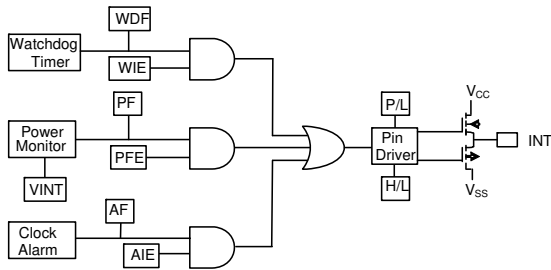 WDF
Watchdog
Timer
WIE
PF
Power
Monitor
PFE
VINT
AF
Clock
Alarm
AIE
P/L
Pin
Driver
H/L
VCC
INT
VSS